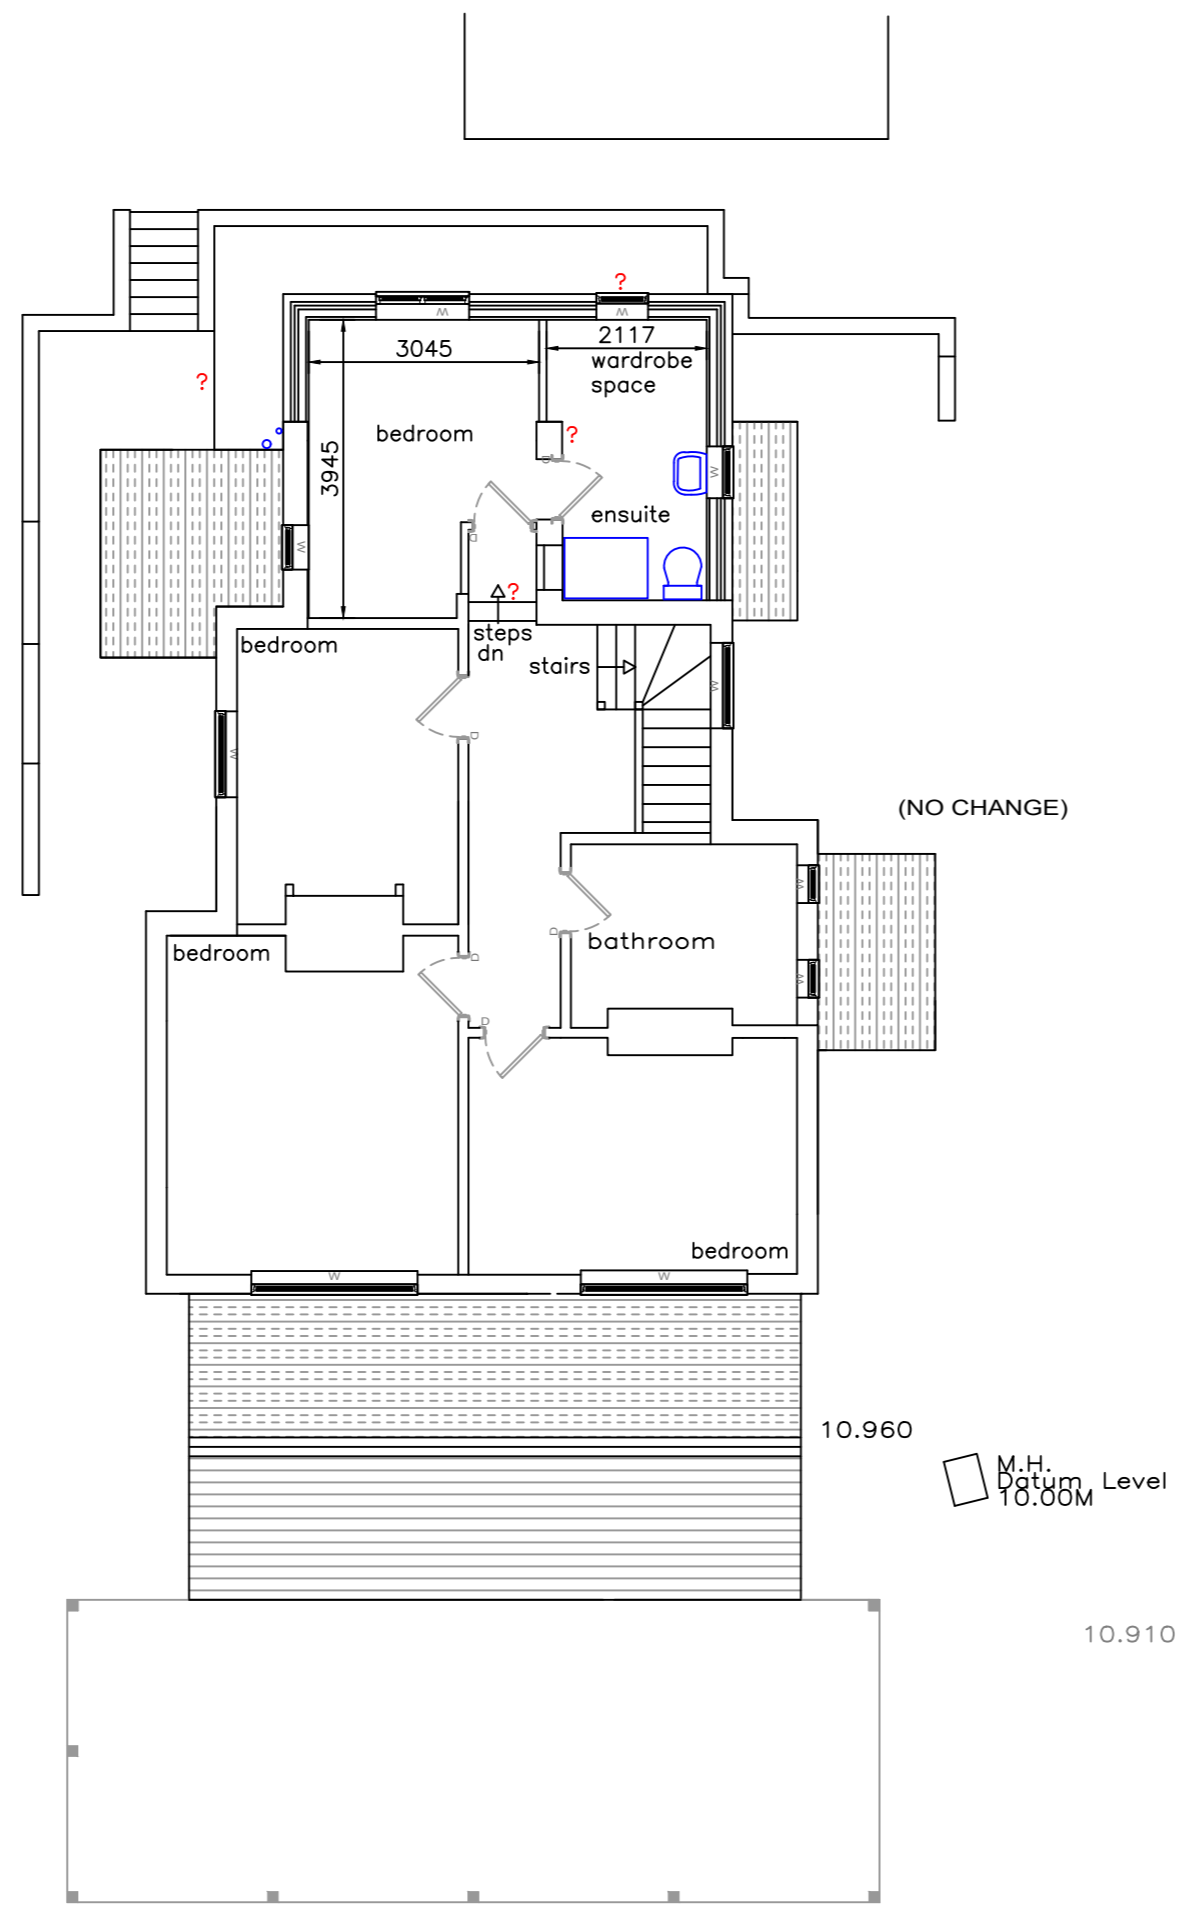 ?
W
W
3045
2117
wardrobe
space
?
bedroom
?
3945
D
W
ensuite
D
W
?
steps
dn
bedroom
stairs
W
D
W
(NO CHANGE)
W
D
bathroom
bedroom
D
W
D
bedroom
W
W
10.960
M.H.
Datum Level
10.00M
10.910